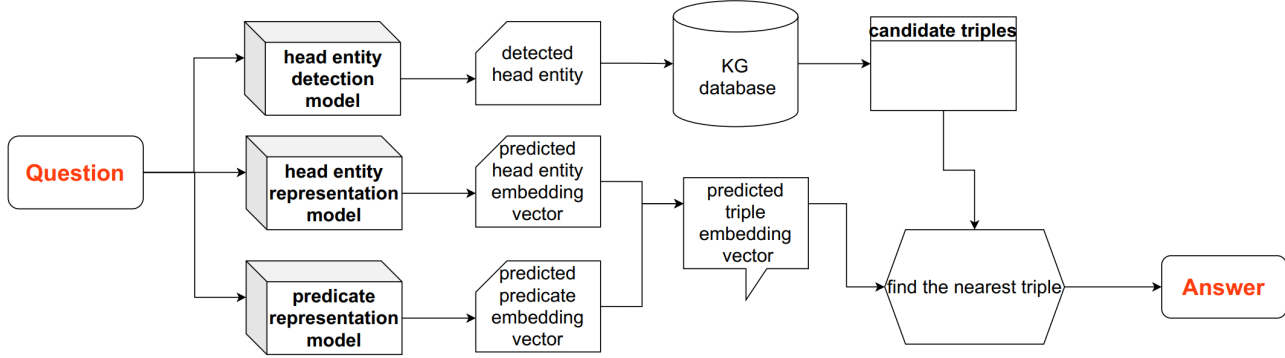 Question
head entity
detection
model
detected
head entity
KG
database
candidate triples
head entity
representation
model
predicted
head entity
embedding
vector
predicate
representation
model
predicted
predicate
embedding
vector
predicted
triple
embedding
vector
find the nearest triple
Answer